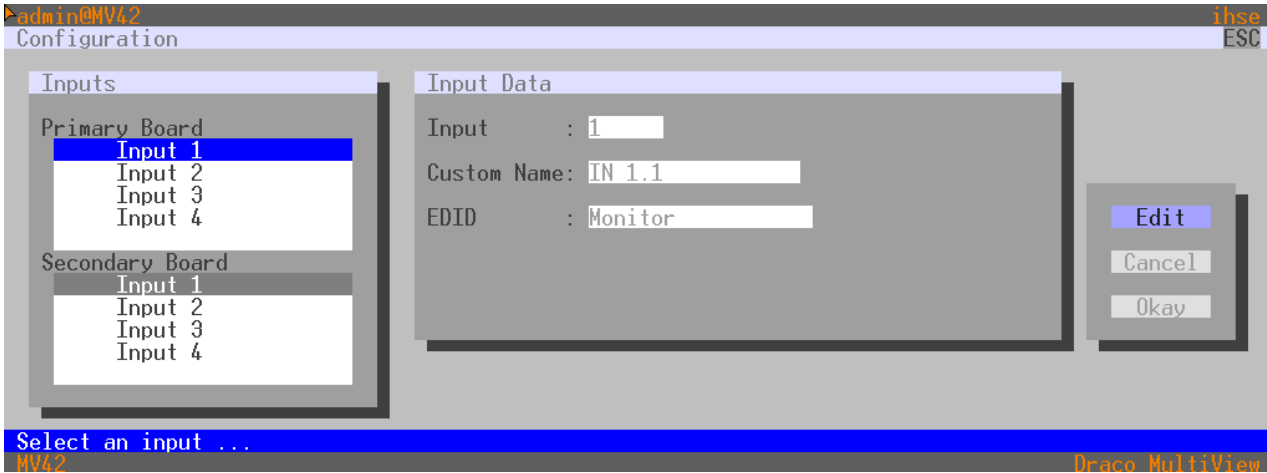 admin@MV42 ihse
Configuration ESC
Inputs
Primary Board
Input 1
Input 2
Input 3
Input 4
Secondary Board
Input 1
Input 2
Input 3
Input 4
Input Data
Input : 1
Custom Name: IN 1.1
EDID : Monitor
Edit
Cancel
Okay
Select an input ...
MV42 Draco MultiView